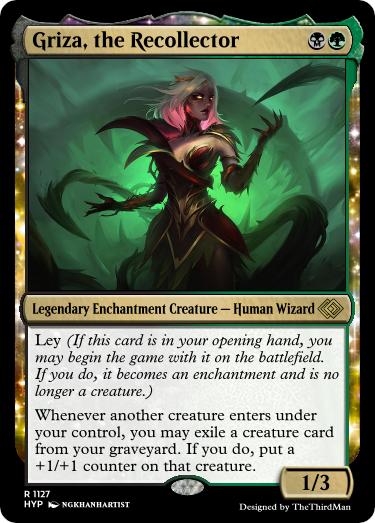 Griza, the Recollector
Legendary Enchantment Creature — Human Wizard
Ley (If this card is in your opening hand, you
may begin the game with it on the battlefield.
If you do, it becomes an enchantment and is no
longer a creature.)
Whenever another creature enters under
your control, you may exile a creature card
from your graveyard. If you do, put a
+1/+1 counter on that creature.
1/3
R 1127
HYP NGKHANHARTIST
Designed by TheThirdMan